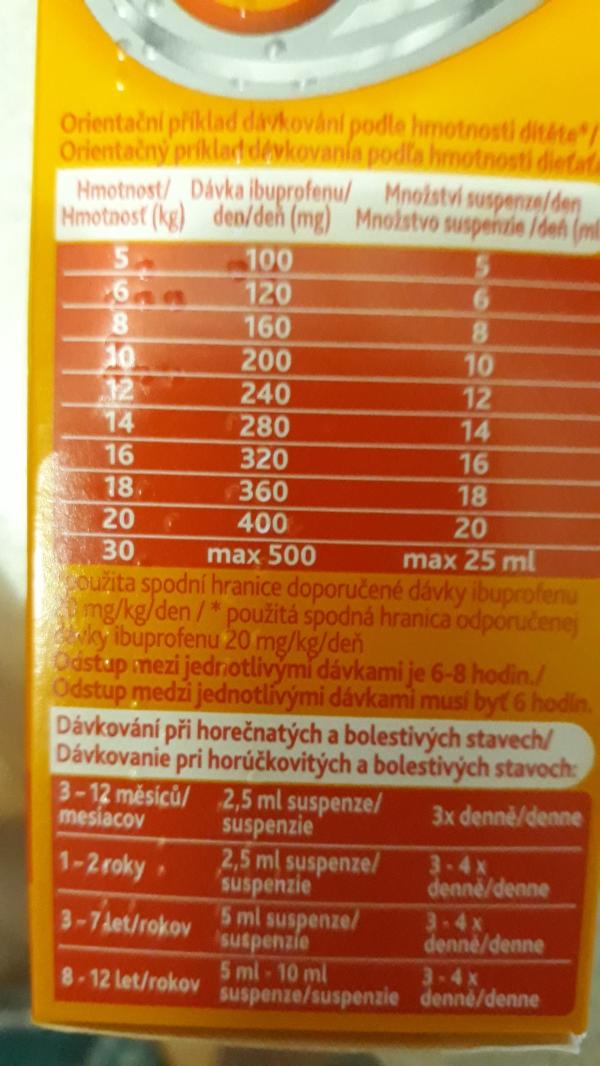 Orientační příklad dávkování podle hmotnosti dítěte*/
Orientačný príklad dávkovania podľa hmotnosti dieťaťa
Hmotnost/ Dávka ibuprofenu/ Množství suspenze/den
Hmotnosť (kg) den/deň (mg) Množstvo suspenzie /deň (ml
5 100 5
6 120 6
8 160 8
10 200 10
12 240 12
14 280 14
16 320 16
18 360 18
20 400 20
30 max 500 max 25 ml
použita spodní hranice doporučené dávky ibuprofenu
mg/kg/den / * použitá spodná hranica odporučenej
dávky ibuprofenu 20 mg/kg/deň
Odstup mezi jednotlivými dávkami je 6-8 hodin./
Odstup medzi jednotlivými dávkami musí byť 6 hodín.
Dávkování při horečnatých a bolestivých stavech/
Dávkovanie pri horúčkovitých a bolestivých stavoch:
3 - 12 měsíců/ 2,5 ml suspenze/ 3x denně/denne
mesiacov suspenzie
1 - 2 roky 2,5 ml suspenze/ 3 - 4 x
suspenzie denně/denne
3 - 7 let/rokov 5 ml suspenze/ 3 - 4 x
suspenzie denně/denne
8 - 12 let/rokov 5 ml - 10 ml 3 - 4 x
suspenze/suspenzie denně/denne